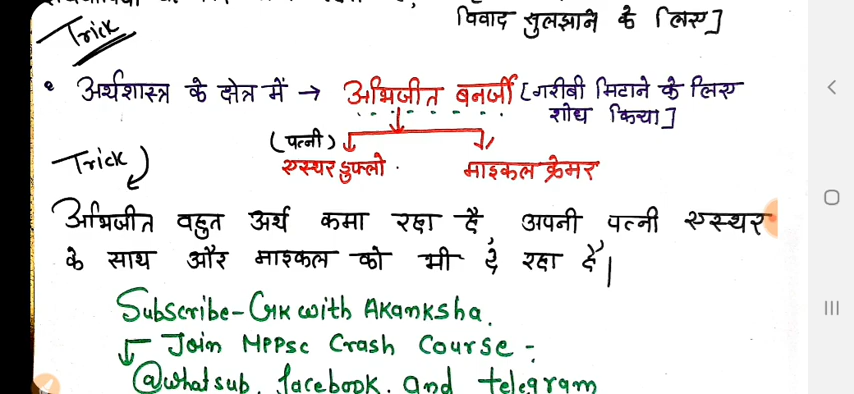 विवाद सुलझाने के लिए]
Trick
• अर्थशास्त्र के क्षेत्र में → अभिजीत बनर्जी [गरीबी मिटाने के लिए
शोध किया]
(पत्नी)
एस्थर डुफ्लो. माइकल क्रेमर
Trick)
अभिजीत बहुत अर्थ कमा रहा है, अपनी पत्नी एस्थर
के साथ और माइकल को भी दे रहा है।
Subscribe-GK with Akanksha.
Join MPPSC Crash Course -
@whatsub, facebook, and telegram